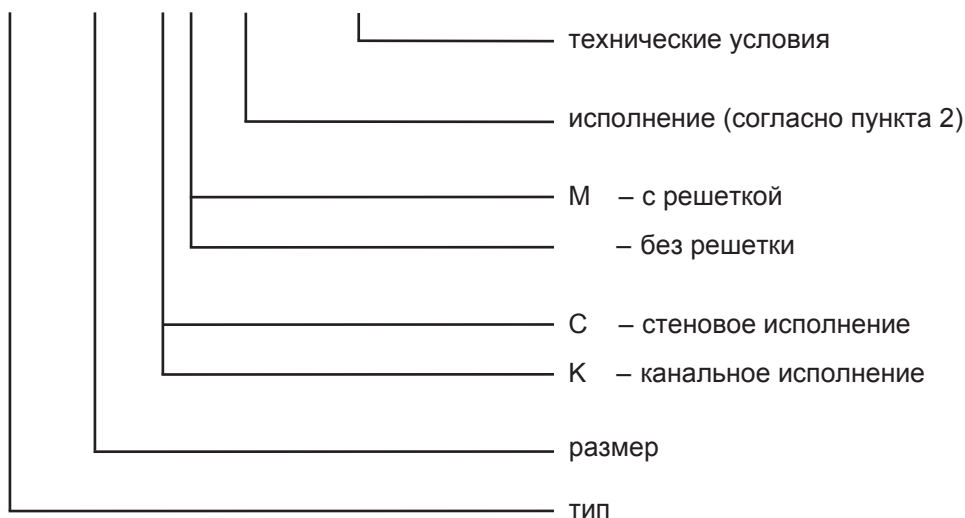 технические условия
исполнение (согласно пункта 2)
М – с решеткой
– без решетки
С – стеновое исполнение
К – канальное исполнение
размер
тип